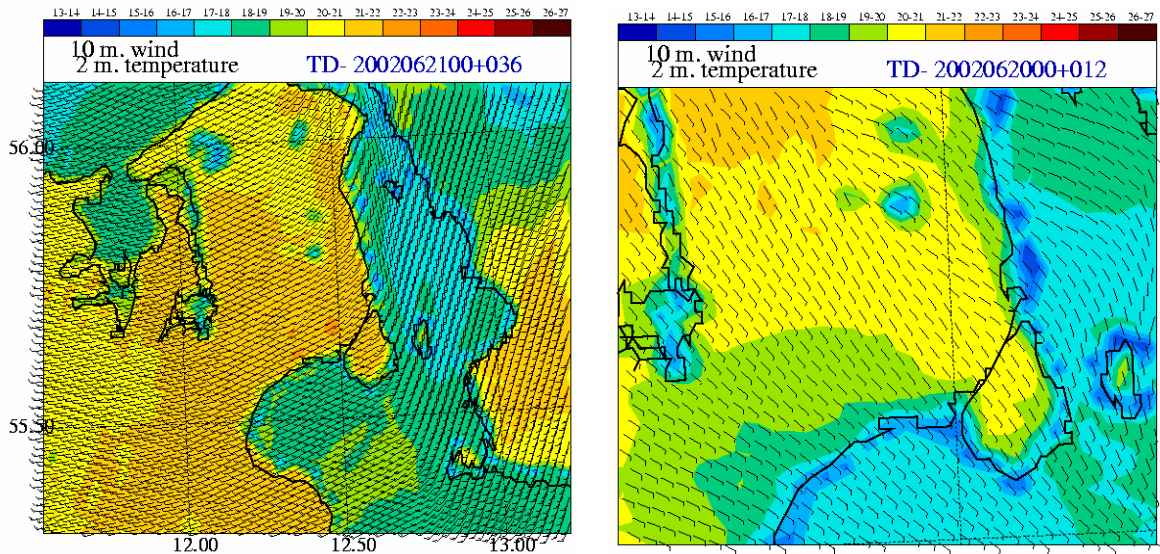 13-14 14-15 15-16 16-17 17-18 18-19 19-20 20-21 21-22 22-23 23-24 24-25 25-26 26-27
10 m. wind
2 m. temperature TD- 2002062100+036
56.00
55.50
12.00 12.50 13.00
13-14 14-15 15-16 16-17 17-18 18-19 19-20 20-21 21-22 22-23 23-24 24-25 25-26 26-27
10 m. wind
2 m. temperature TD- 2002062000+012